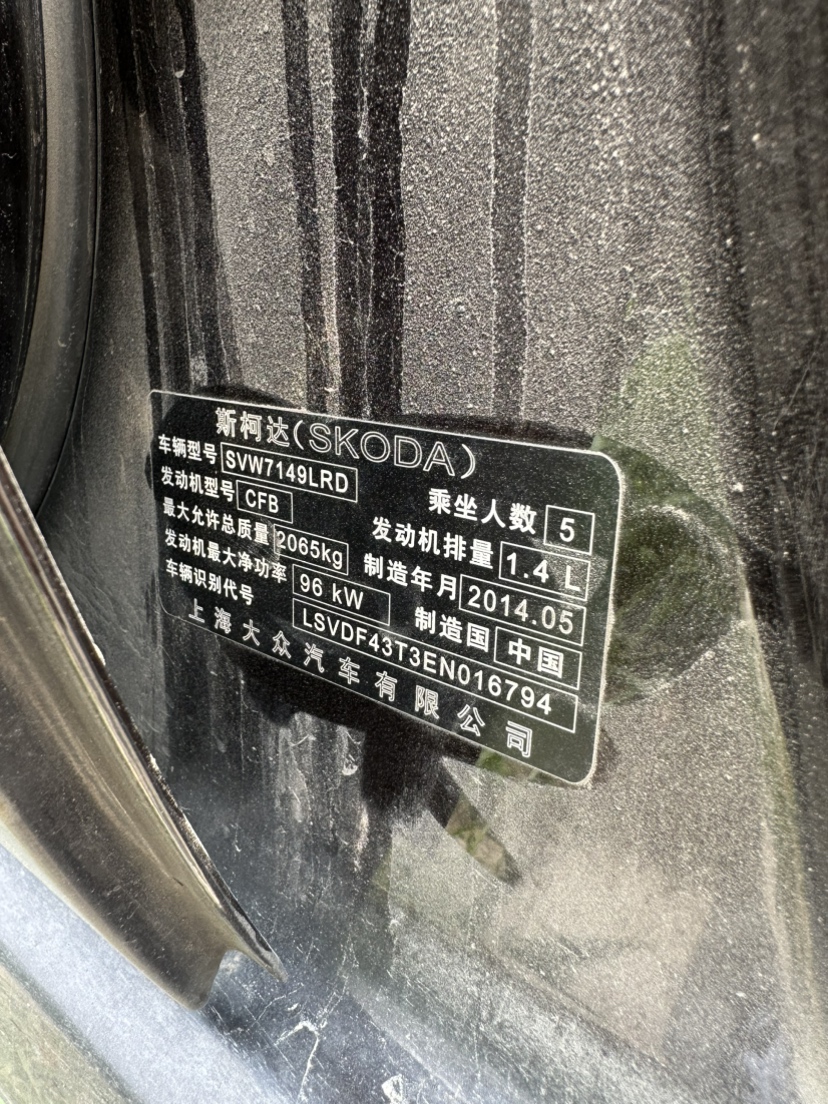 斯柯达(SKODA)
车辆型号 SVW7149LRD 乘坐人数 5
发动机型号 CFB 发动机排量 1.4 L
最大允许总质量 2065kg 制造年月 2014.05
发动机最大净功率 96 kW 制造国 中国
车辆识别代号 LSVDF43T3EN016794
上海大众汽车有限公司